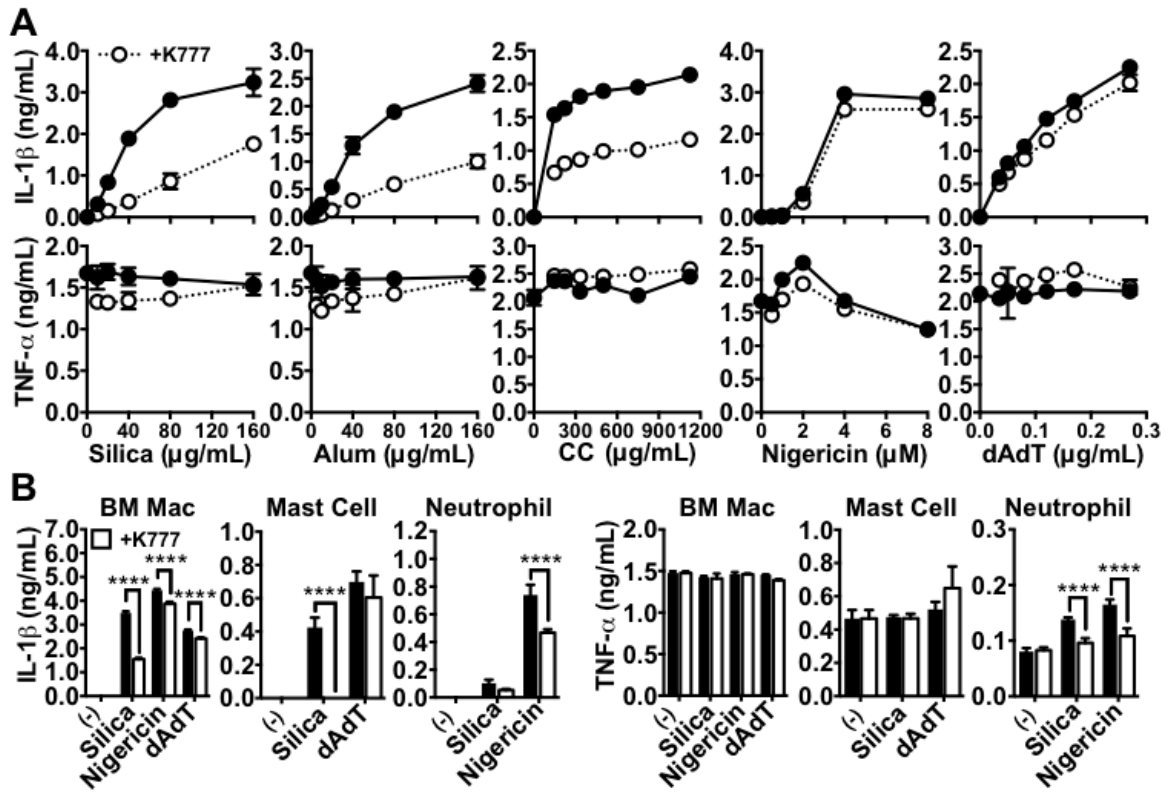 A
+K777
IL-1β (ng/mL)
4.0 3.0 2.0 1.0 0.0
3.0 2.5 2.0 1.5 1.0 0.5 0.0
2.5 2.0 1.5 1.0 0.5 0.0
4.0 3.0 2.0 1.0 0.0
2.5 2.0 1.5 1.0 0.5 0.0
TNF-α (ng/mL)
2.0 1.5 1.0 0.5 0.0
2.0 1.5 1.0 0.5 0.0
3.0 2.5 2.0 1.5 1.0 0.5 0.0
2.5 2.0 1.5 1.0 0.5 0.0
3.0 2.5 2.0 1.5 1.0 0.5 0.0
0 40 80 120 160
0 40 80 120 160
0 300 600 900 1200
0 2 4 6 8
0.0 0.1 0.2 0.3
Silica (µg/mL)
Alum (µg/mL)
CC (µg/mL)
Nigericin (µM)
dAdT (µg/mL)
B
BM Mac
Mast Cell
Neutrophil
BM Mac
Mast Cell
Neutrophil
IL-1β (ng/mL)
7.0 6.0 5.0 4.0 3.0 2.0 1.0 0.0
+K777
**** **** ****
1.0 0.8 0.6 0.4 0.2 0.0
****
1.2 1.0 0.8 0.6 0.4 0.2 0.0
****
TNF-α (ng/mL)
2.0 1.5 1.0 0.5 0.0
1.0 0.8 0.6 0.4 0.2 0.0
0.3 0.2 0.1 0.0
**** ****
(-) Silica Nigericin dAdT
(-) Silica dAdT
(-) Silica Nigericin
(-) Silica Nigericin dAdT
(-) Silica dAdT
(-) Silica Nigericin